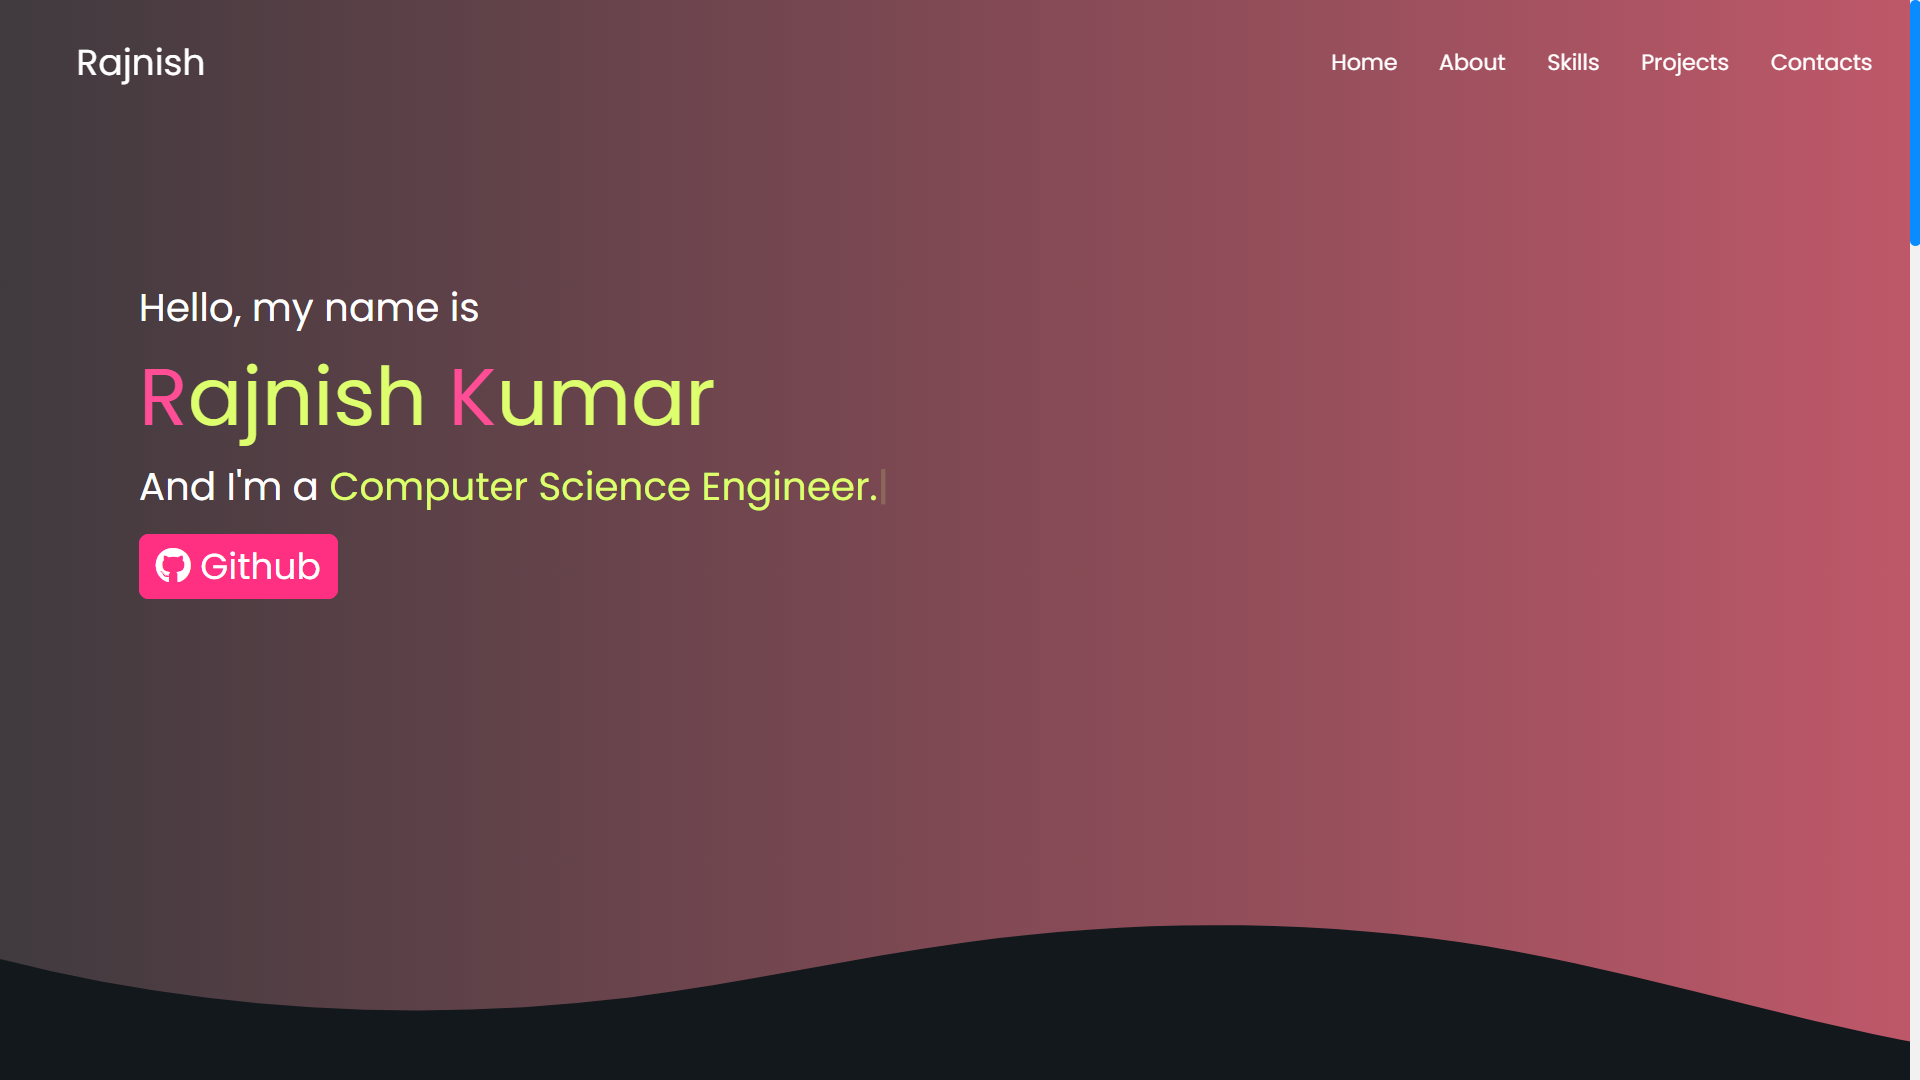 Rajnish
Home About Skills Projects Contacts
Hello, my name is
Rajnish Kumar
And I'm a Computer Science Engineer.
Github